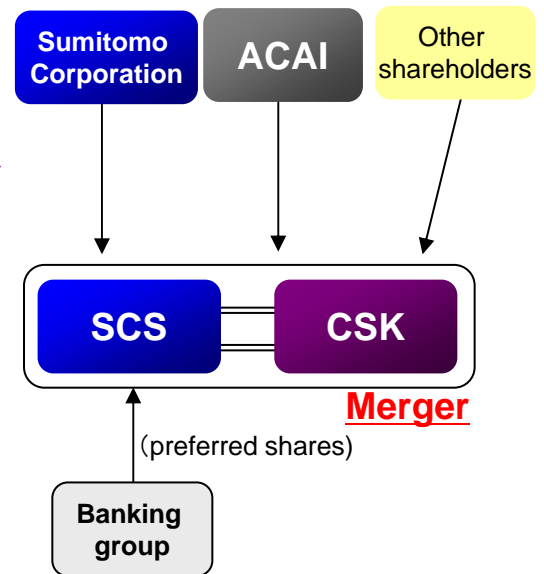 Sumitomo
Corporation
ACAI
Other
shareholders
SCS
CSK
Merger
(preferred shares)
Banking
group